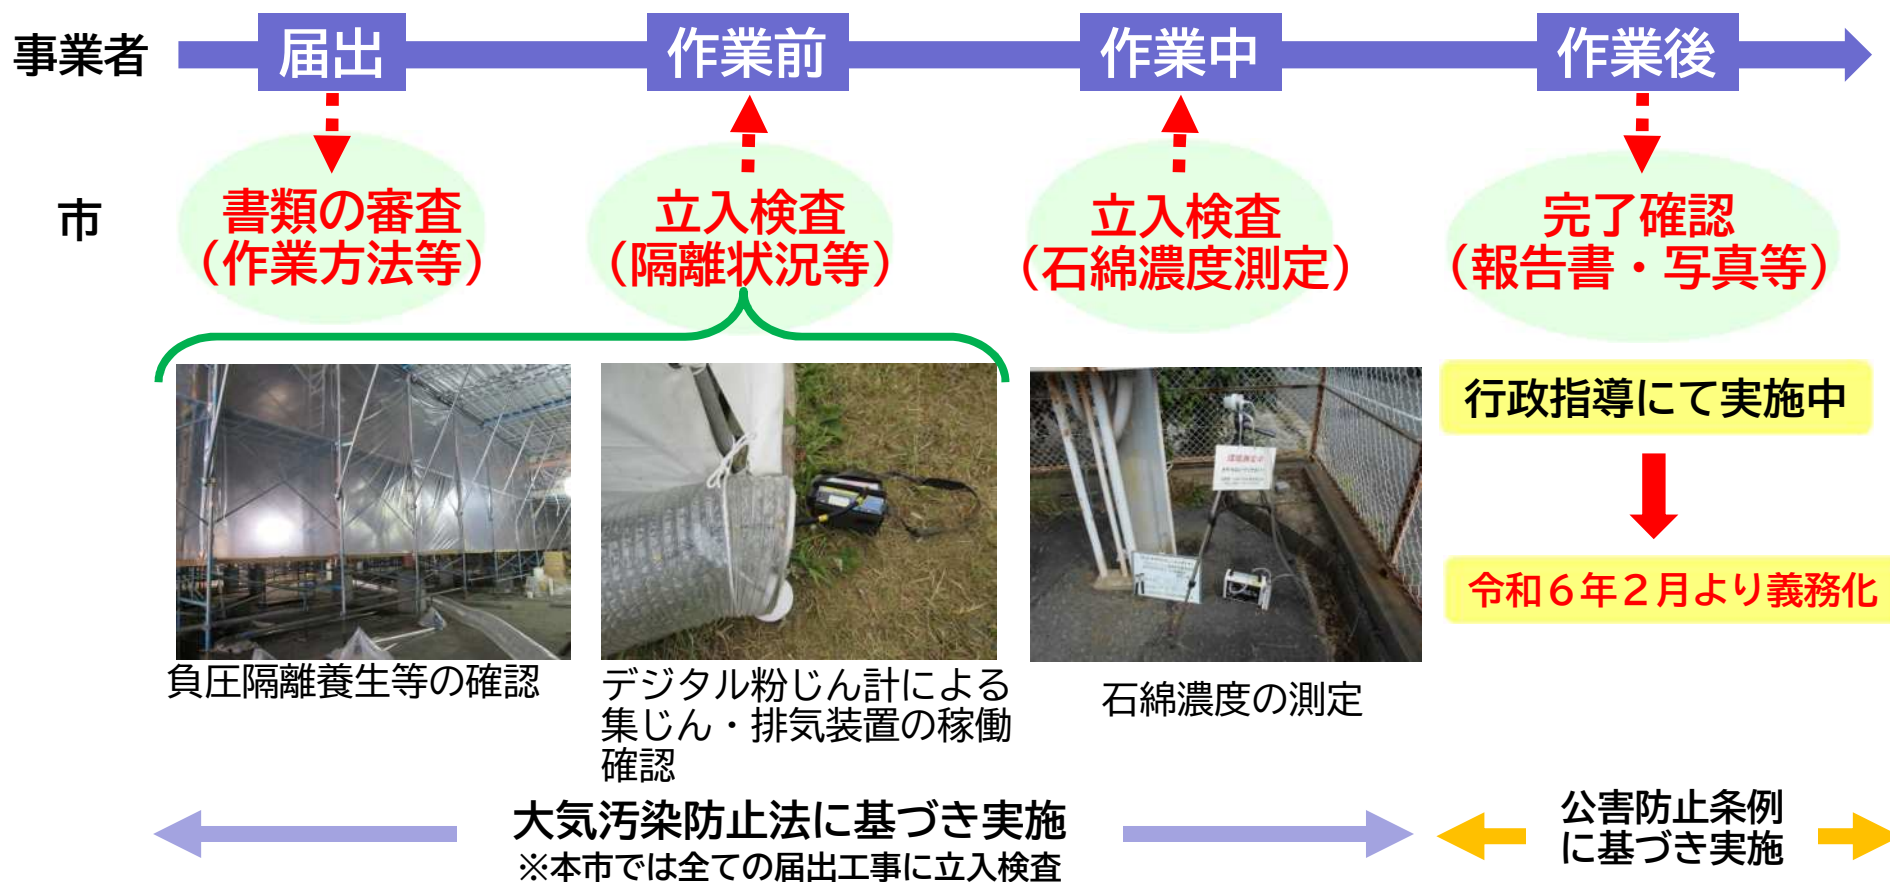 事業者
届出
作業前
作業中
作業後
市
書類の審査
（作業方法等）
立入検査
（隔離状況等）
立入検査
（石綿濃度測定）
完了確認
（報告書・写真等）
行政指導にて実施中
令和６年２月より義務化
負圧隔離養生等の確認
デジタル粉じん計による
集じん・排気装置の稼働
確認
石綿濃度の測定
大気汚染防止法に基づき実施
※本市では全ての届出工事に立入検査
公害防止条例
に基づき実施